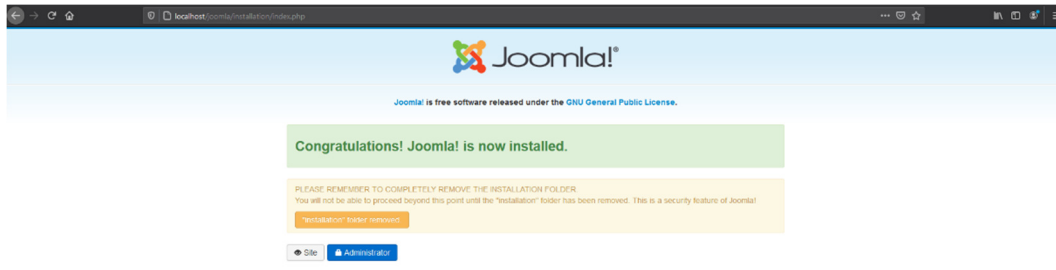 localhost/joomla/installation/index.php
Joomla!®
Joomla! is free software released under the GNU General Public License.
Congratulations! Joomla! is now installed.
PLEASE REMEMBER TO COMPLETELY REMOVE THE INSTALLATION FOLDER.
You will not be able to proceed beyond this point until the "installation" folder has been removed. This is a security feature of Joomla!
"installation" folder removed.
Site Administrator